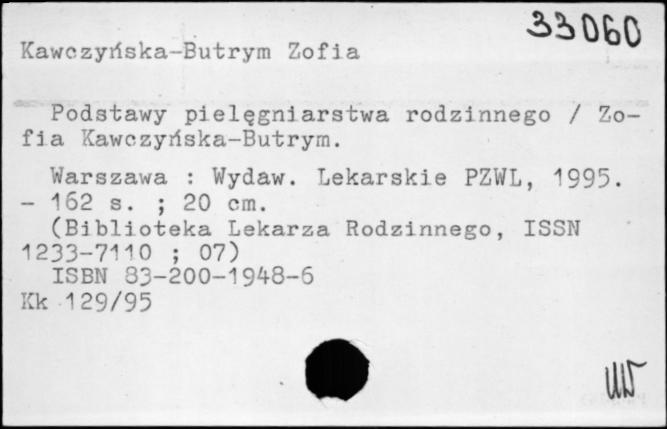 33060
Kawczyńska-Butrym Zofia
Podstawy pielęgniarstwa rodzinnego / Zo-
fia Kawczyńska-Butrym.
Warszawa : Wydaw. Lekarskie PZWL, 1995.
- 162 s. ; 20 cm.
(Biblioteka Lekarza Rodzinnego, ISSN
1233-7110 ; 07)
ISBN 83-200-1948-6
Kk 129/95